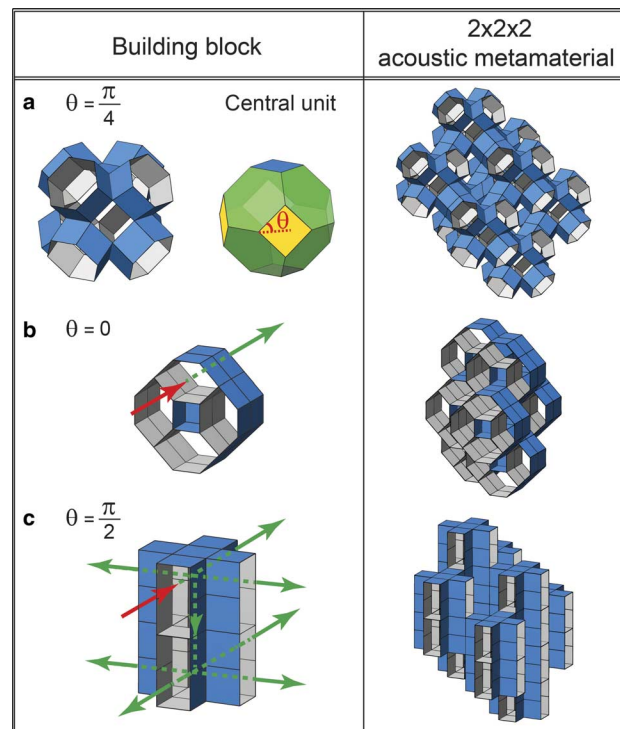 Building block
2x2x2
acoustic metamaterial
a θ = π/4 Central unit
θ
b θ = 0
c θ = π/2